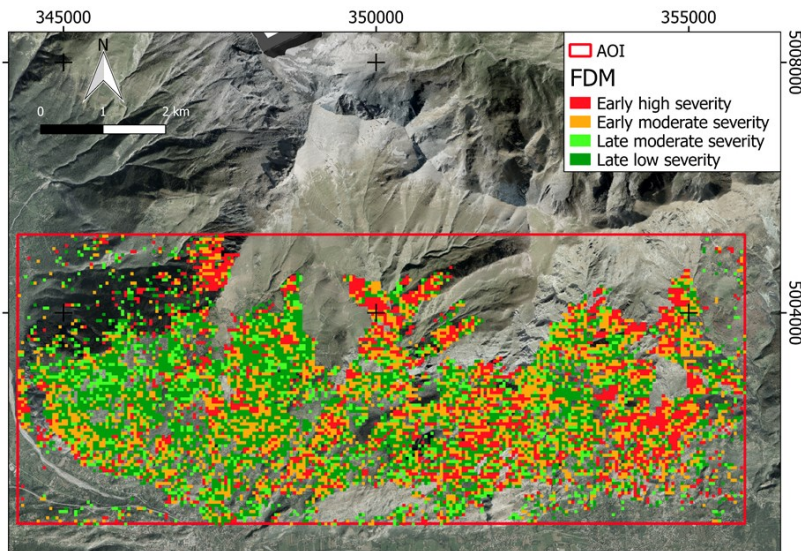 345000
350000
355000
N
0 1 2 km
AOI
FDM
Early high severity
Early moderate severity
Late moderate severity
Late low severity
5008000
5004000